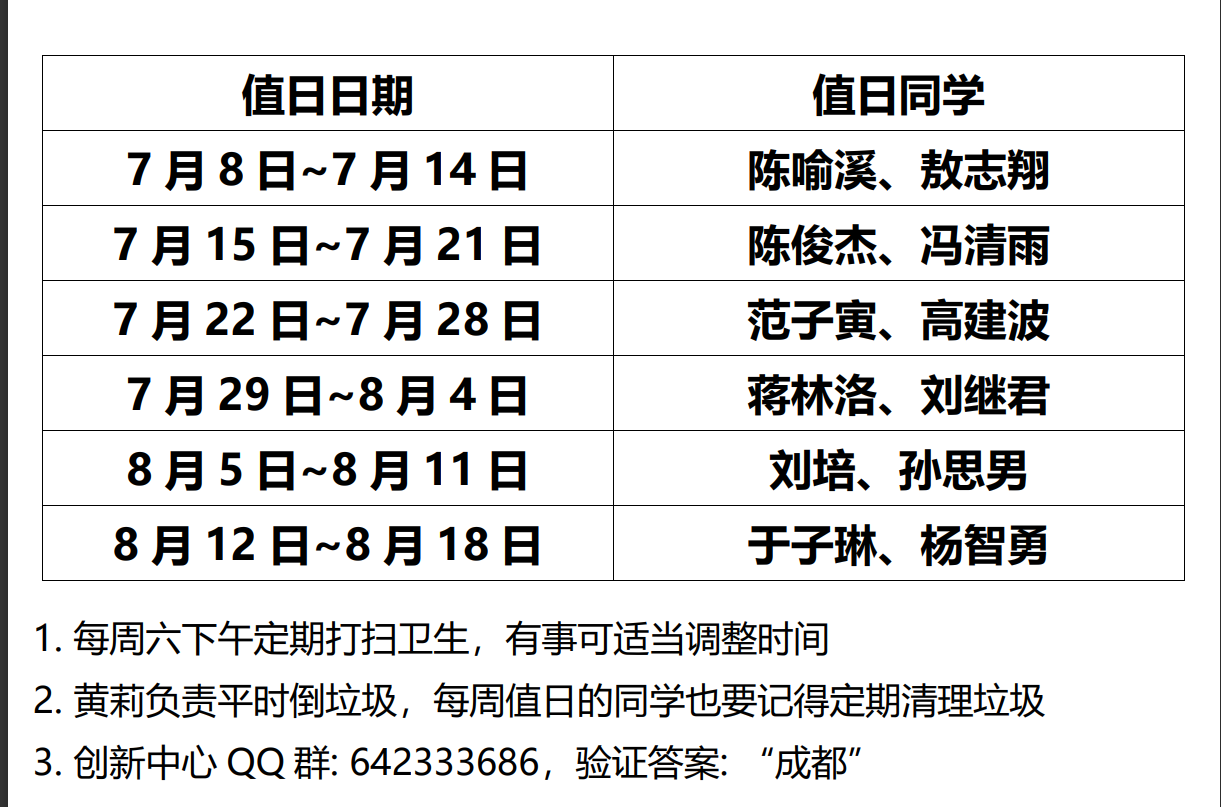 值日日期 值日同学
7 月 8 日~7 月 14 日 陈喻溪、敖志翔
7 月 15 日~7 月 21 日 陈俊杰、冯清雨
7 月 22 日~7 月 28 日 范子寅、高建波
7 月 29 日~8 月 4 日 蒋林洛、刘继君
8 月 5 日~8 月 11 日 刘培、孙思男
8 月 12 日~8 月 18 日 于子琳、杨智勇
1. 每周六下午定期打扫卫生，有事可适当调整时间
2. 黄莉负责平时倒垃圾，每周值日的同学也要记得定期清理垃圾
3. 创新中心 QQ 群: 642333686，验证答案: “成都”